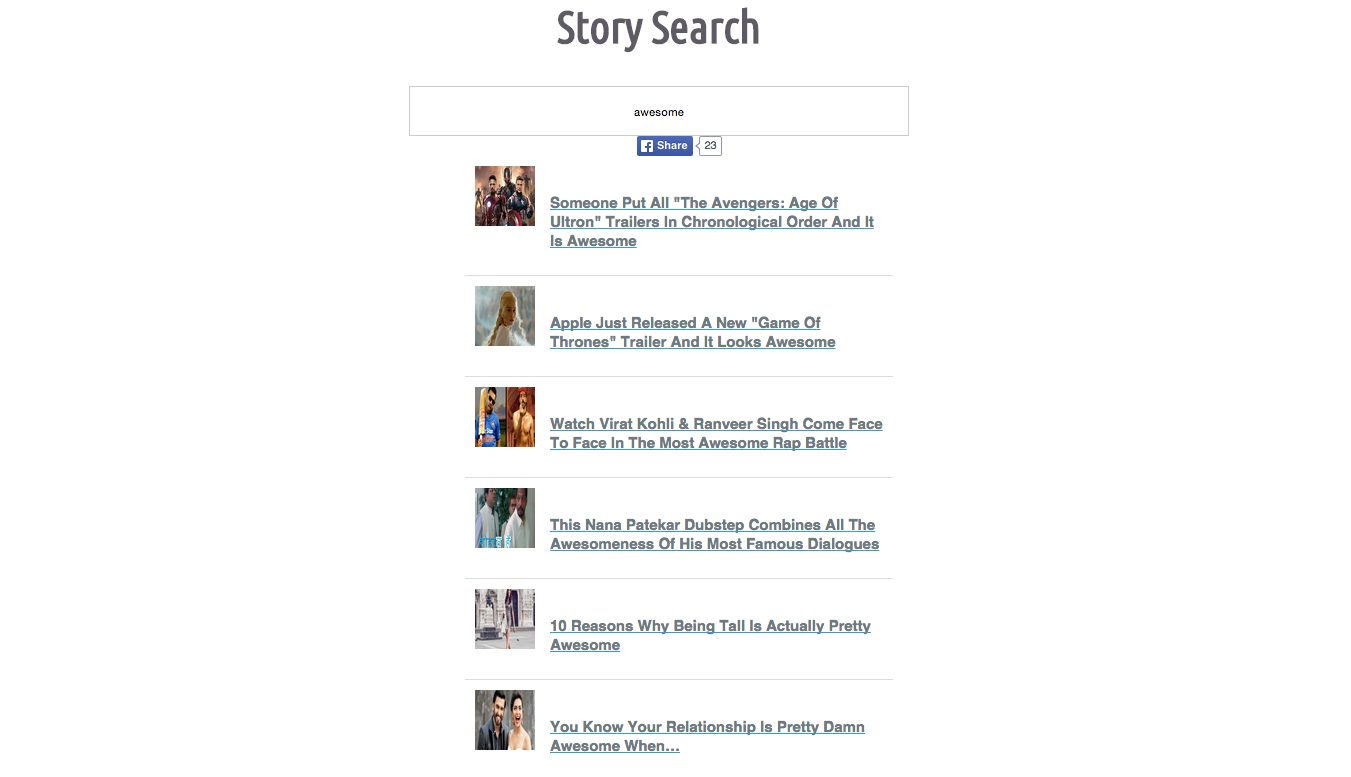 Story Search
awesome
Share
23
Someone Put All "The Avengers: Age Of
Ultron" Trailers In Chronological Order And It
Is Awesome
Apple Just Released A New "Game Of
Thrones" Trailer And It Looks Awesome
Watch Virat Kohli & Ranveer Singh Come Face
To Face In The Most Awesome Rap Battle
This Nana Patekar Dubstep Combines All The
Awesomeness Of His Most Famous Dialogues
10 Reasons Why Being Tall Is Actually Pretty
Awesome
You Know Your Relationship Is Pretty Damn
Awesome When...